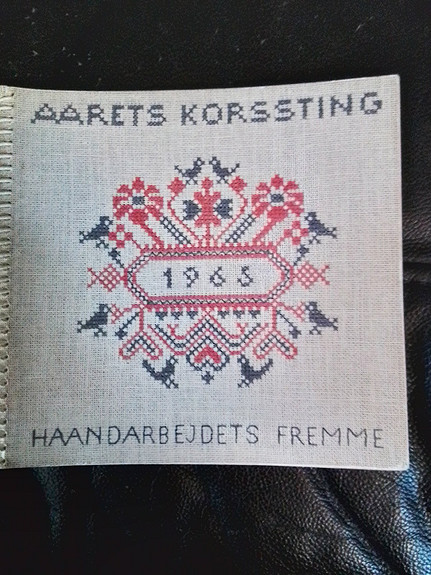 AARETS KORSSTING
1965
HAANDARBEJDETS FREMME